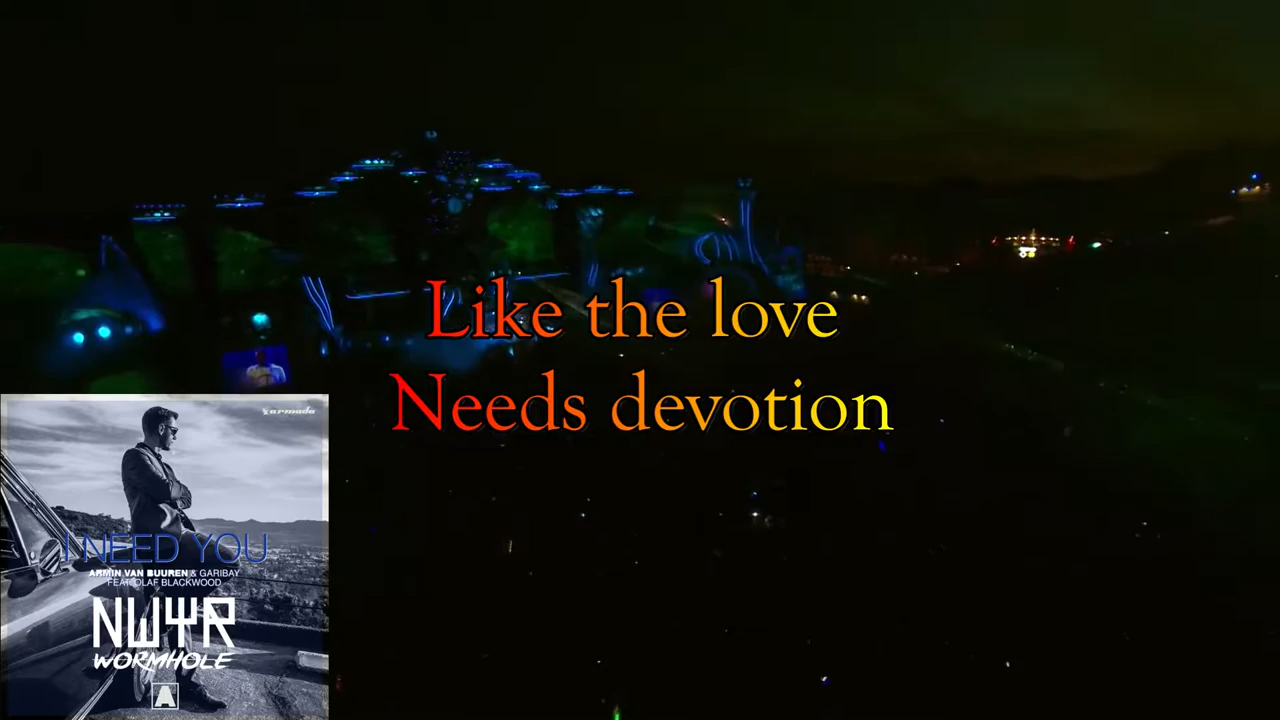 Like the love
Needs devotion
armada
I NEED YOU
ARMIN VAN BUUREN & GARIBAY
FEAT. OLAF BLACKWOOD
NWYR
WORMHOLE
A